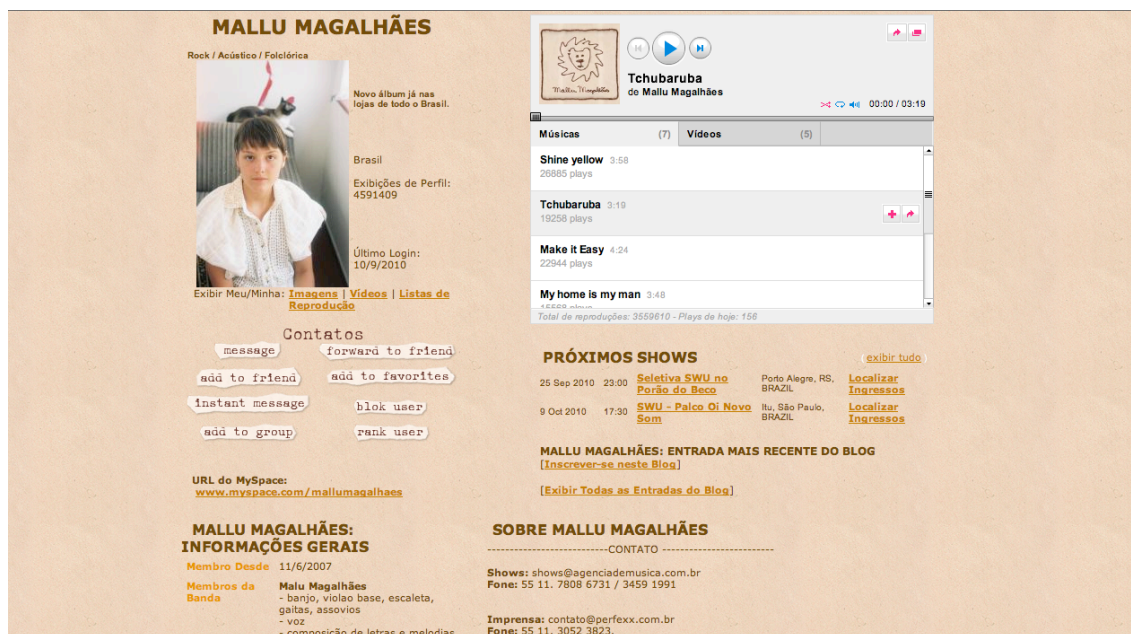 MALLU MAGALHÃES
Rock / Acústico / Folclórica
Novo álbum já nas
lojas de todo o Brasil.
Brasil
Exibições de Perfil:
4591409
Último Login:
10/9/2010
Exibir Meu/Minha: Imagens | Vídeos | Listas de
Reprodução
Contatos
message forward to friend
add to friend add to favorites
instant message blok user
add to group rank user
URL do MySpace:
www.myspace.com/mallumagalhaes
MALLU MAGALHÃES:
INFORMAÇÕES GERAIS
Membro Desde 11/6/2007
Membros da
Banda
Malu Magalhães
- banjo, violao base, escaleta,
gaitas, assovios
- voz
- composição de letras e melodias
Mallu Magalhães
Tchubaruba
de Mallu Magalhães
00:00 / 03:19
Músicas (7) Vídeos (5)
Shine yellow 3:58
26885 plays
Tchubaruba 3:19
19258 plays
Make it Easy 4:24
22944 plays
My home is my man 3:48
15568 plays
Total de reproduções: 3559610 - Plays de hoje: 156
PRÓXIMOS SHOWS ( exibir tudo )
25 Sep 2010 23:00 Seletiva SWU no Porto Alegre, RS, Localizar
Porão do Beco BRAZIL Ingressos
9 Oct 2010 17:30 SWU - Palco Oi Novo Itu, São Paulo, Localizar
Som BRAZIL Ingressos
MALLU MAGALHÃES: ENTRADA MAIS RECENTE DO BLOG
[Inscrever-se neste Blog]
[Exibir Todas as Entradas do Blog]
SOBRE MALLU MAGALHÃES
---------------------------CONTATO -------------------------
Shows: shows@agenciademusica.com.br
Fone: 55 11. 7808 6731 / 3459 1991
Imprensa: contato@perfexx.com.br
Fone: 55 11. 3052 3823.